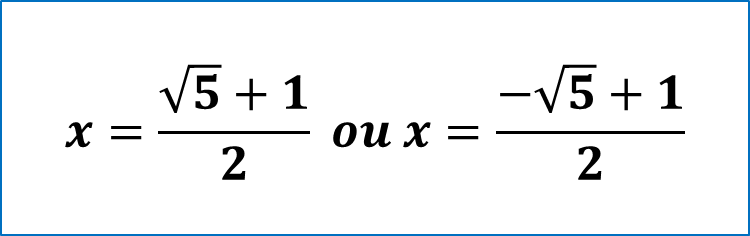 x = (√5 + 1)/2 ou x = (−√5 + 1)/2